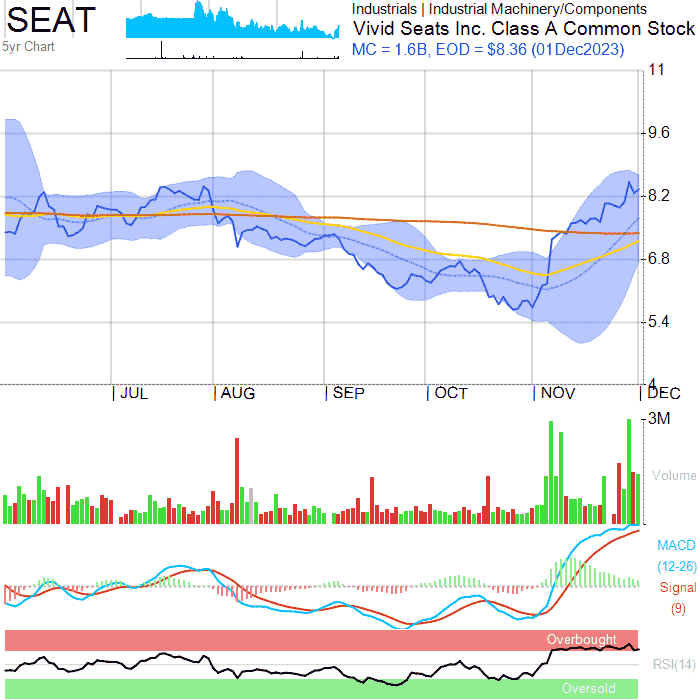 SEAT
5yr Chart
Industrials | Industrial Machinery/Components
Vivid Seats Inc. Class A Common Stock
MC = 1.6B, EOD = $8.36 (01Dec2023)
11
9.6
8.2
6.8
5.4
4
JUL AUG SEP OCT NOV DEC
3M
Volume
MACD
(12-26)
Signal
(9)
Overbought
RSI(14)
Oversold